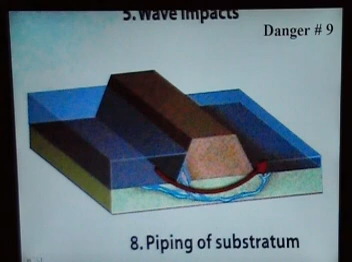 5. Wave impacts
Danger # 9
8. Piping of substratum